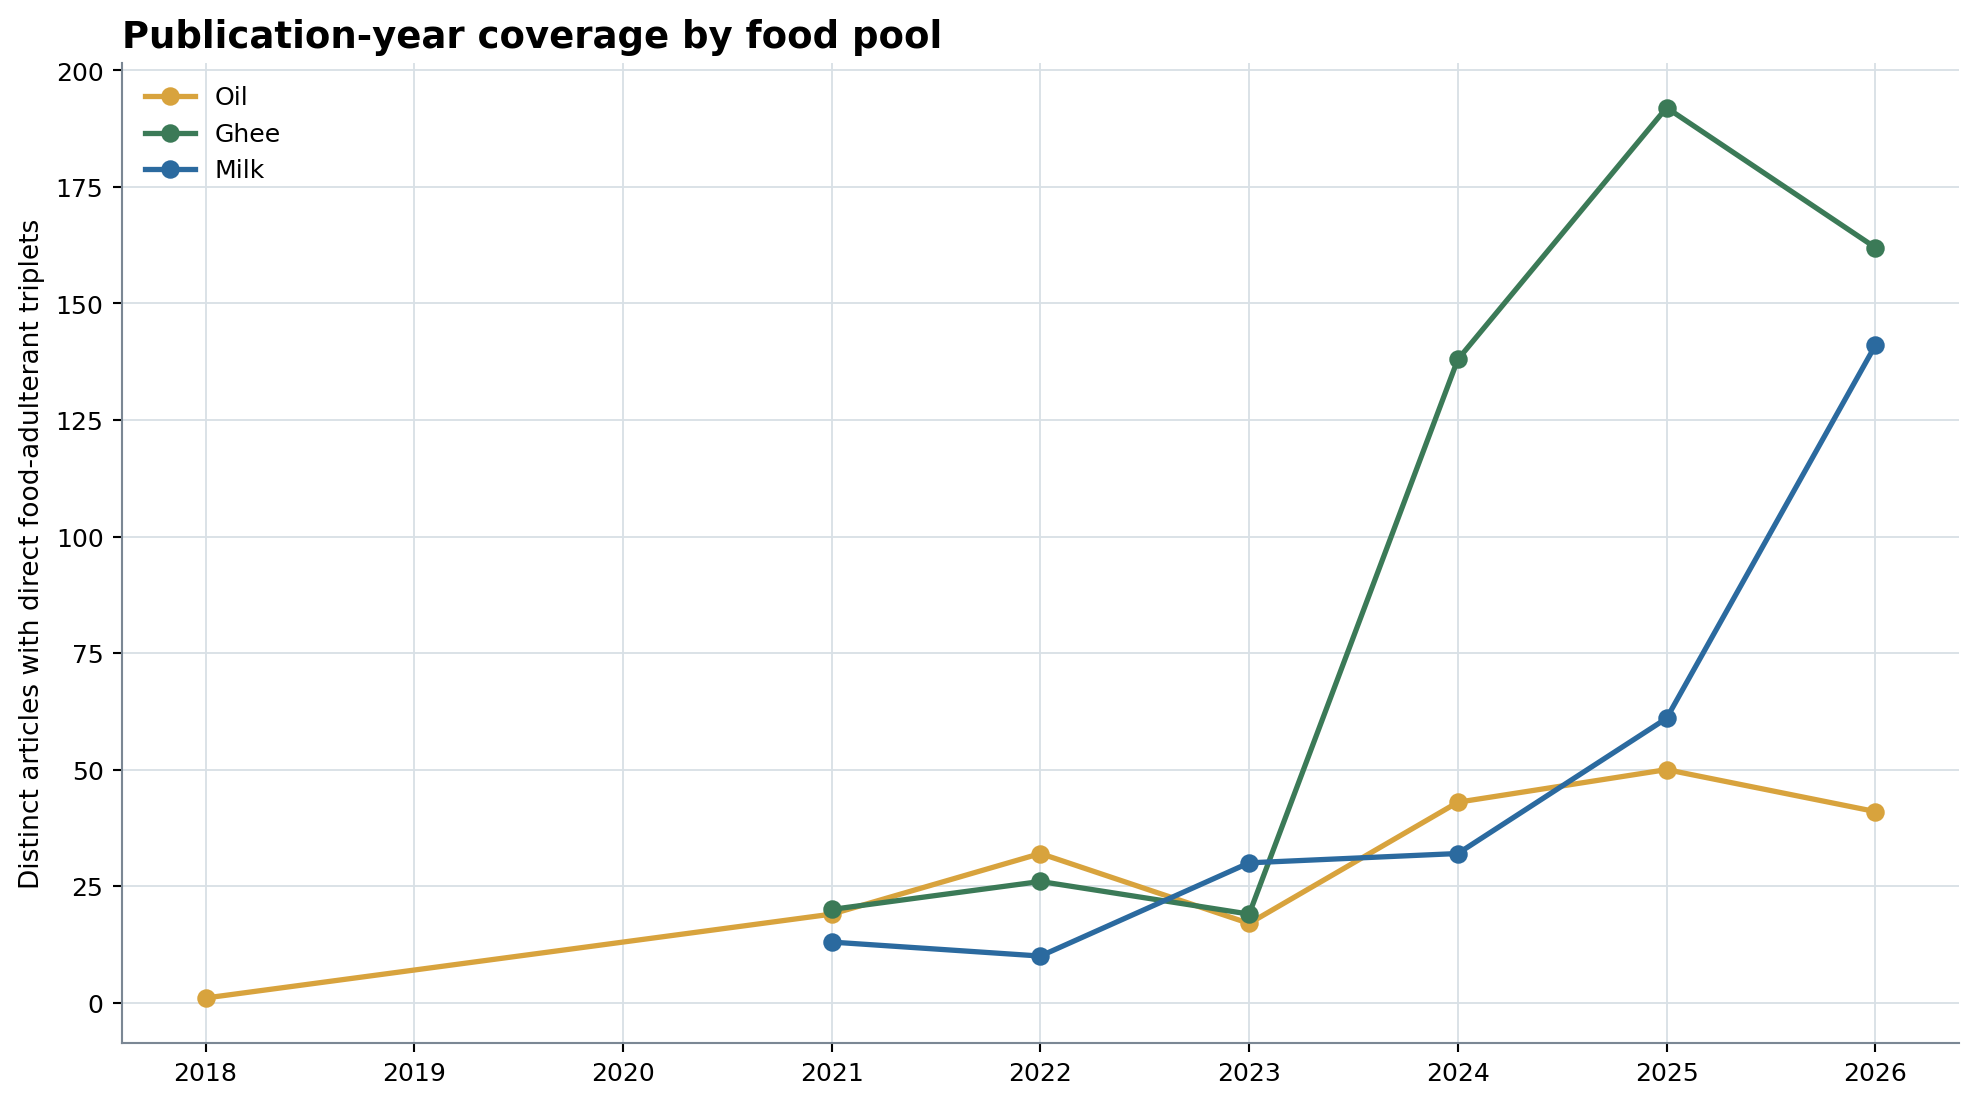 Publication-year coverage by food pool
Distinct articles with direct food-adulterant triplets
200
175
150
125
100
75
50
25
0
Oil
Ghee
Milk
2018 2019 2020 2021 2022 2023 2024 2025 2026